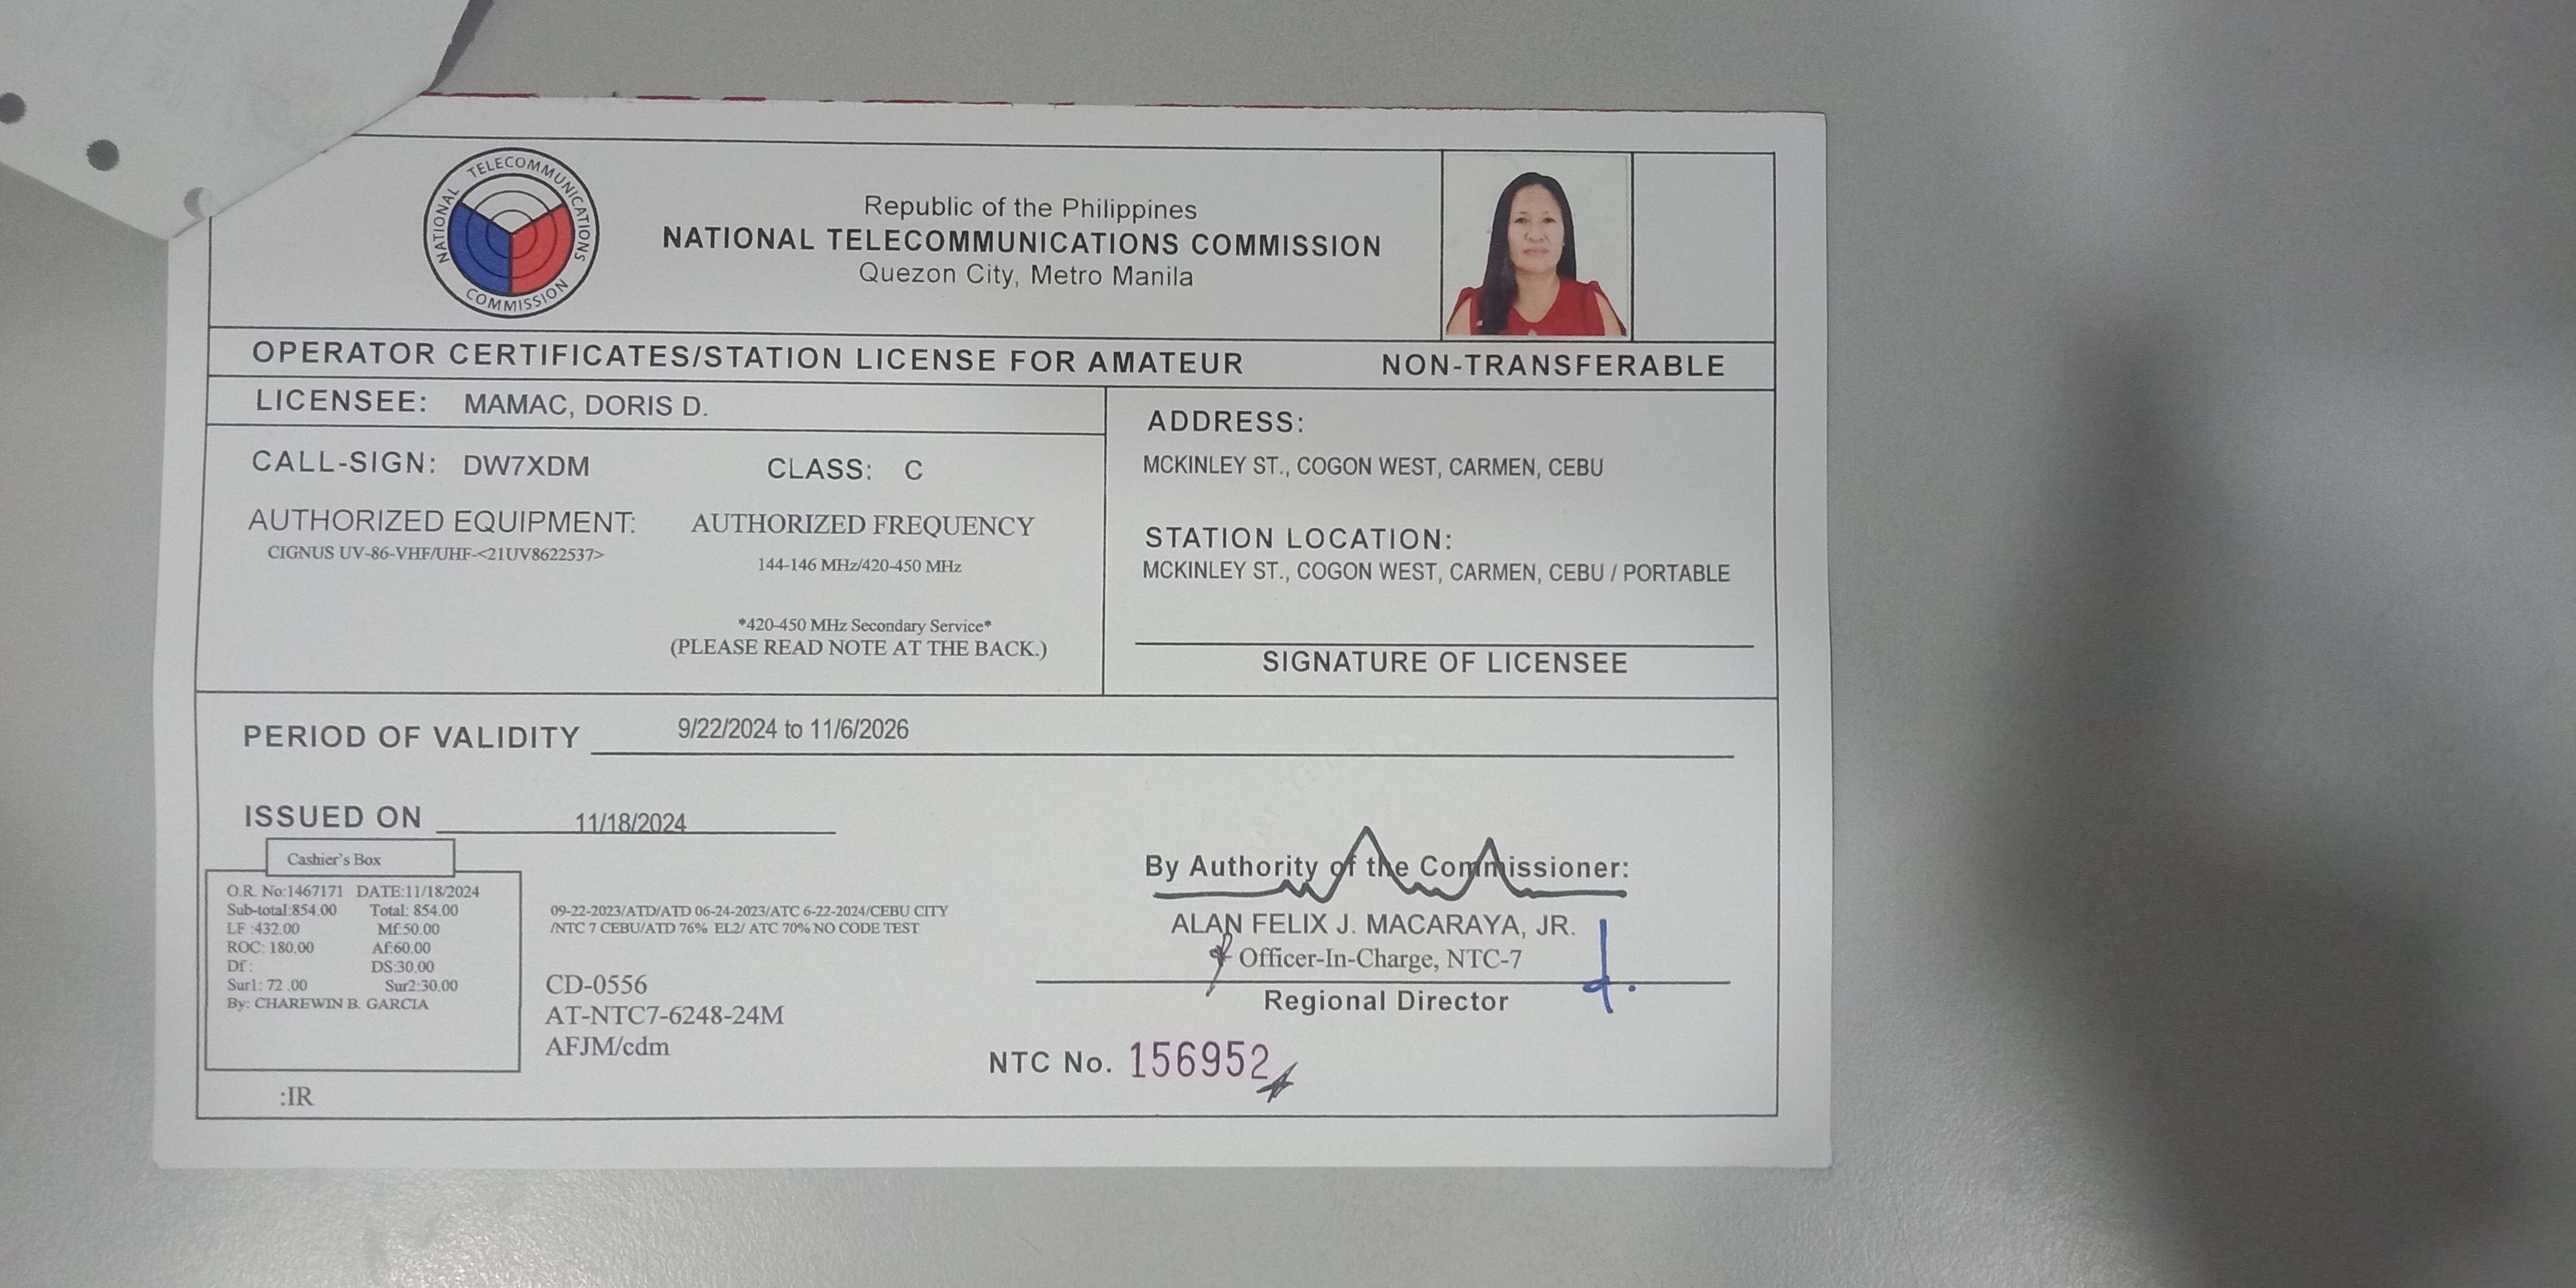 NATIONAL TELECOMMUNICATIONS COMMISSION
Republic of the Philippines
NATIONAL TELECOMMUNICATIONS COMMISSION
Quezon City, Metro Manila
OPERATOR CERTIFICATES/STATION LICENSE FOR AMATEUR NON-TRANSFERABLE
LICENSEE: MAMAC, DORIS D.
CALL-SIGN: DW7XDM CLASS: C
AUTHORIZED EQUIPMENT: AUTHORIZED FREQUENCY
CIGNUS UV-86-VHF/UHF-<21UV8622537>
144-146 MHz/420-450 MHz
*420-450 MHz Secondary Service*
(PLEASE READ NOTE AT THE BACK.)
ADDRESS:
MCKINLEY ST., COGON WEST, CARMEN, CEBU
STATION LOCATION:
MCKINLEY ST., COGON WEST, CARMEN, CEBU / PORTABLE
SIGNATURE OF LICENSEE
PERIOD OF VALIDITY 9/22/2024 to 11/6/2026
ISSUED ON 11/18/2024
Cashier's Box
O.R. No:1467171 DATE:11/18/2024
Sub-total:854.00 Total: 854.00
LF :432.00 Mf:50.00
ROC: 180.00 Af:60.00
Df : DS:30.00
Sur1: 72 .00 Sur2:30.00
By: CHAREWIN B. GARCIA
:IR
09-22-2023/ATD/ATD 06-24-2023/ATC 6-22-2024/CEBU CITY
/NTC 7 CEBU/ATD 76% EL2/ ATC 70% NO CODE TEST
CD-0556
AT-NTC7-6248-24M
AFJM/cdm
By Authority of the Commissioner:
ALAN FELIX J. MACARAYA, JR.
Officer-In-Charge, NTC-7
Regional Director
NTC No. 156952